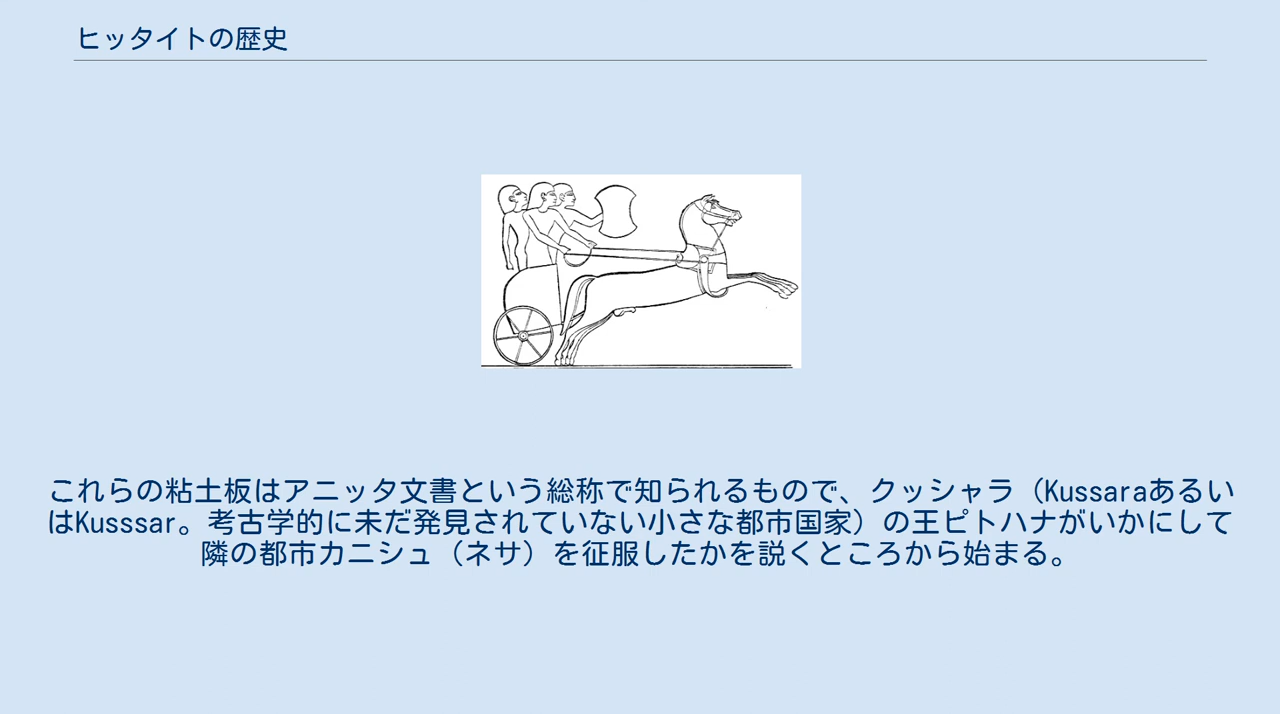 ヒッタイトの歴史
これらの粘土板はアニッタ文書という総称で知られるもので、クッシャラ（Kussaraあるい
はKusssar。考古学的に未だ発見されていない小さな都市国家）の王ピトハナがいかにして
隣の都市カニシュ（ネサ）を征服したかを説くところから始まる。